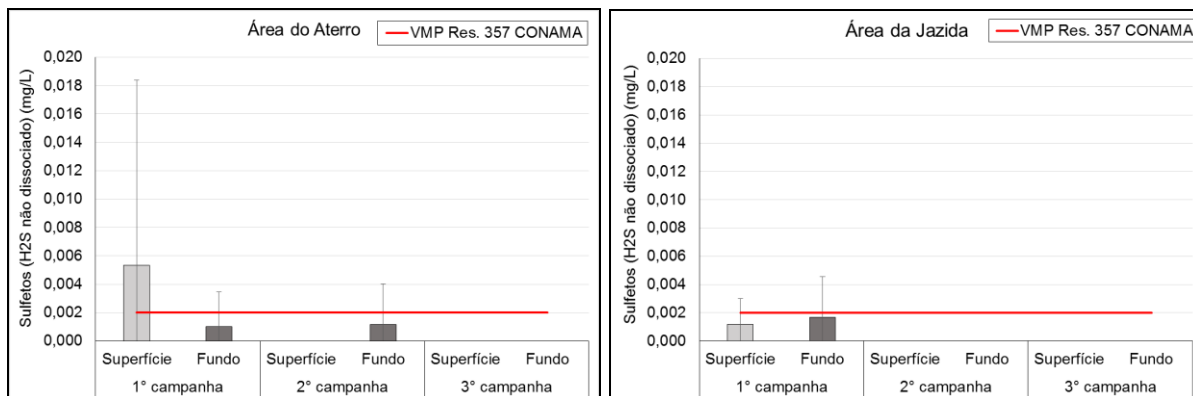 Área do Aterro
VMP Res. 357 CONAMA
Sulfetos (H2S não dissociado) (mg/L)
0,020
0,018
0,016
0,014
0,012
0,010
0,008
0,006
0,004
0,002
0,000
Superfície Fundo Superfície Fundo Superfície Fundo
1° campanha 2° campanha 3° campanha
Área da Jazida
VMP Res. 357 CONAMA
Sulfetos (H2S não dissociado) (mg/L)
0,020
0,018
0,016
0,014
0,012
0,010
0,008
0,006
0,004
0,002
0,000
Superfície Fundo Superfície Fundo Superfície Fundo
1° campanha 2° campanha 3° campanha